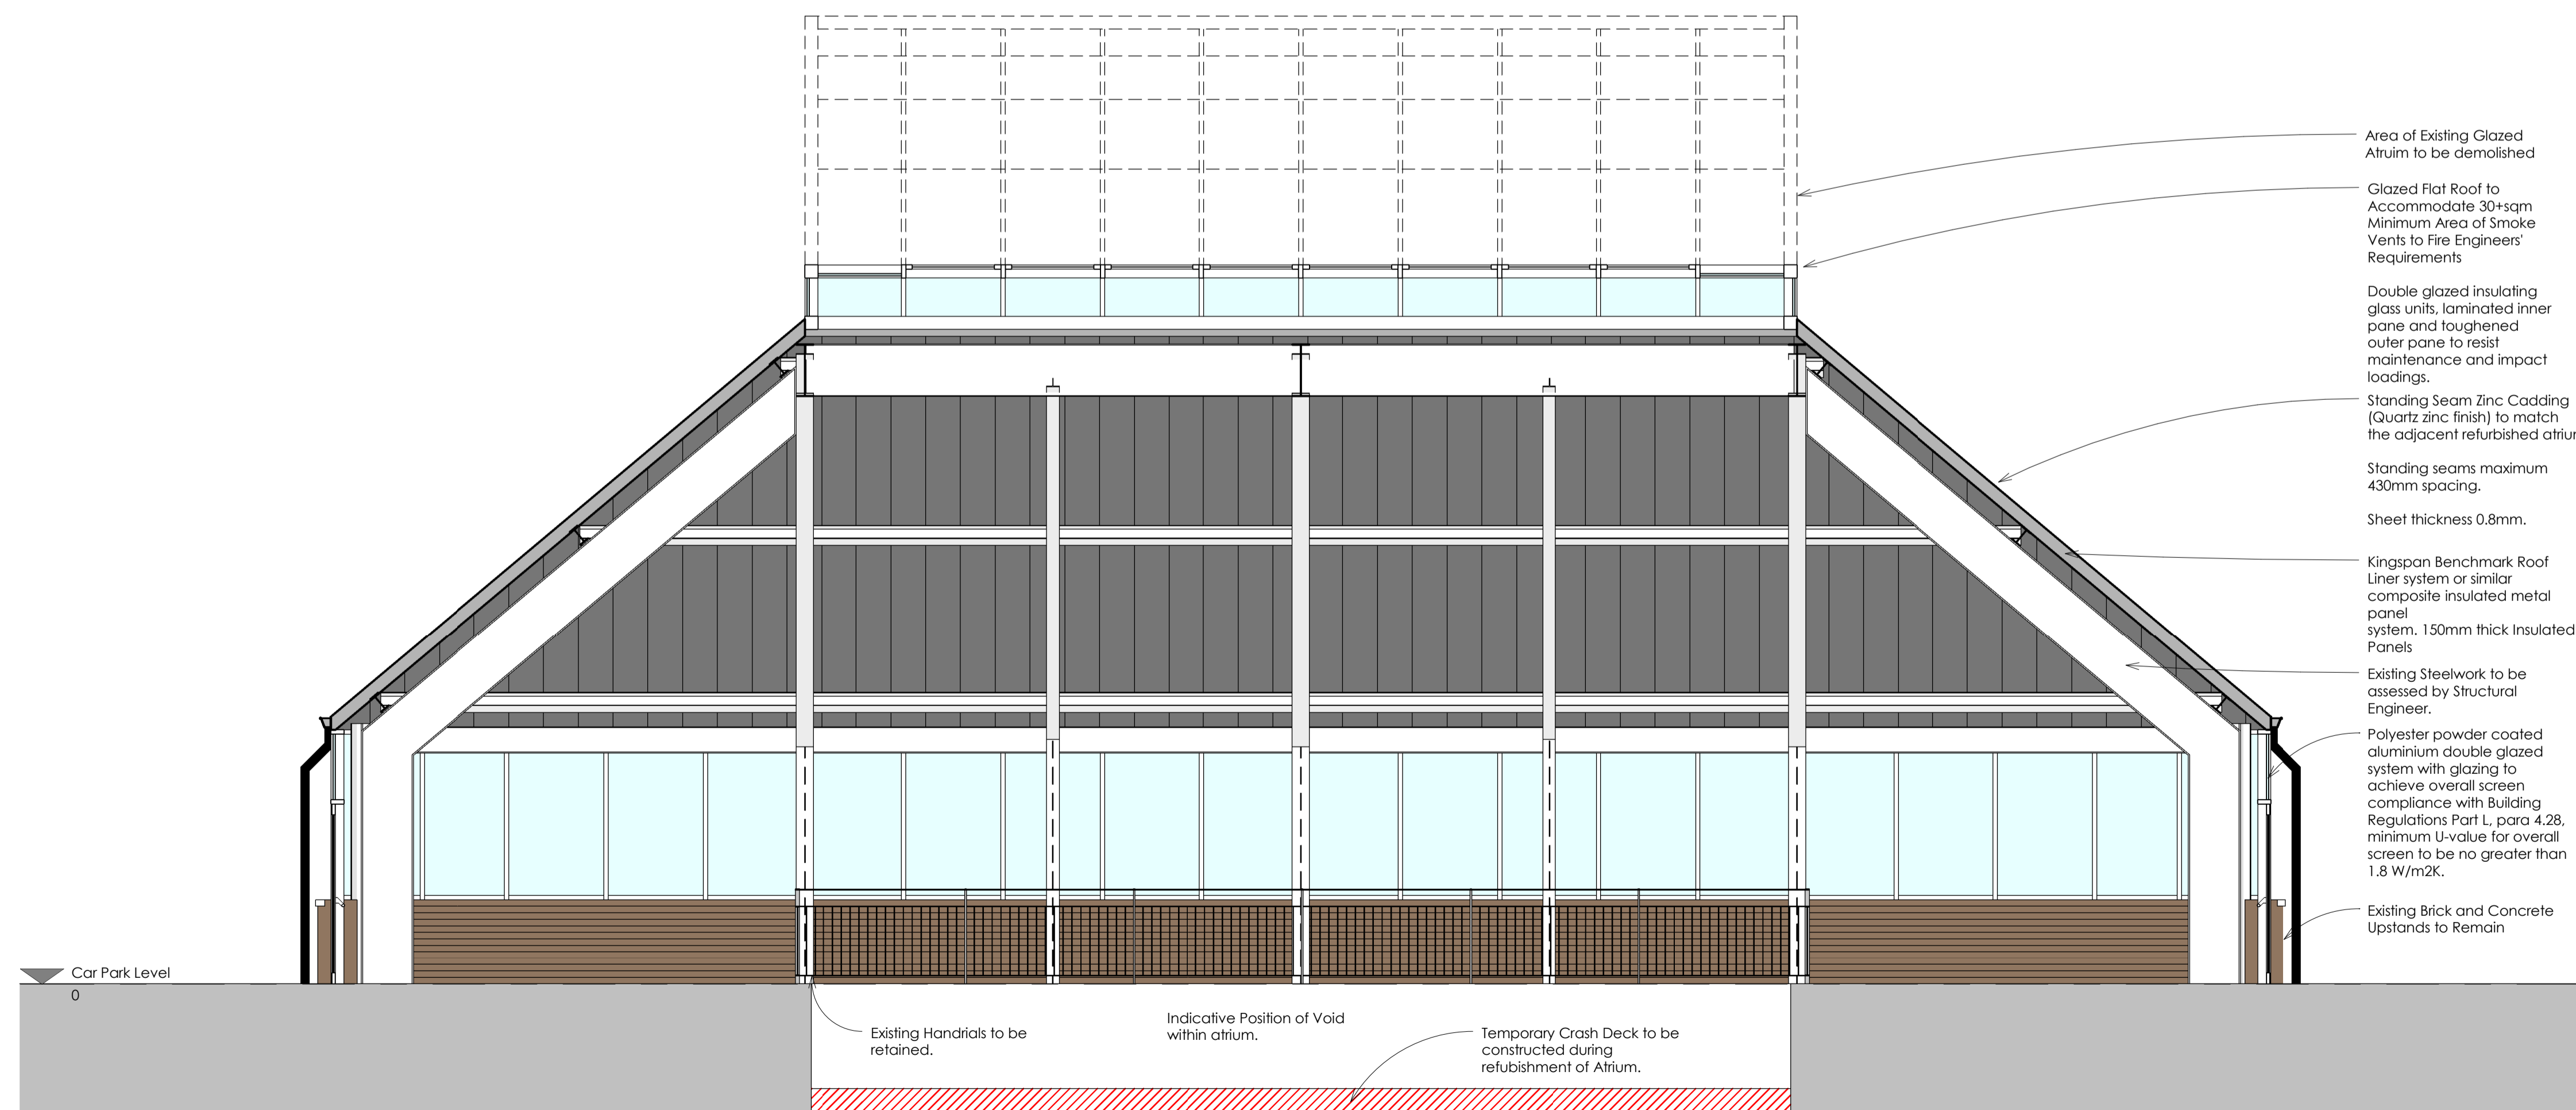 Area of Existing Glazed
Atruim to be demolished
Glazed Flat Roof to
Accommodate 30+sqm
Minimum Area of Smoke
Vents to Fire Engineers'
Requirements
Double glazed insulating
glass units, laminated inner
pane and toughened
outer pane to resist
maintenance and impact
loadings.
Standing Seam Zinc Cadding
(Quartz zinc finish) to match
the adjacent refurbished
Standing seams maximum
430mm spacing.
Sheet thickness 0.8mm.
Kingspan Benchmark Roof
Liner system or similar
composite insulated metal
panel
system. 150mm thick Insulated
Panels
Existing Steelwork to be
assessed by Structural
Engineer.
Polyester powder coated
aluminium double glazed
system with glazing to
achieve overall screen
compliance with Building
Regulations Part L, para 4.28,
minimum U-value for overall
screen to be no greater than
1.8 W/m2K.
Existing Brick and Concrete
Upstands to Remain
Car Park Level
0
Existing Handrials to be
retained.
Indicative Position of Void
within atrium.
Temporary Crash Deck to be
constructed during
refubishment of Atrium.